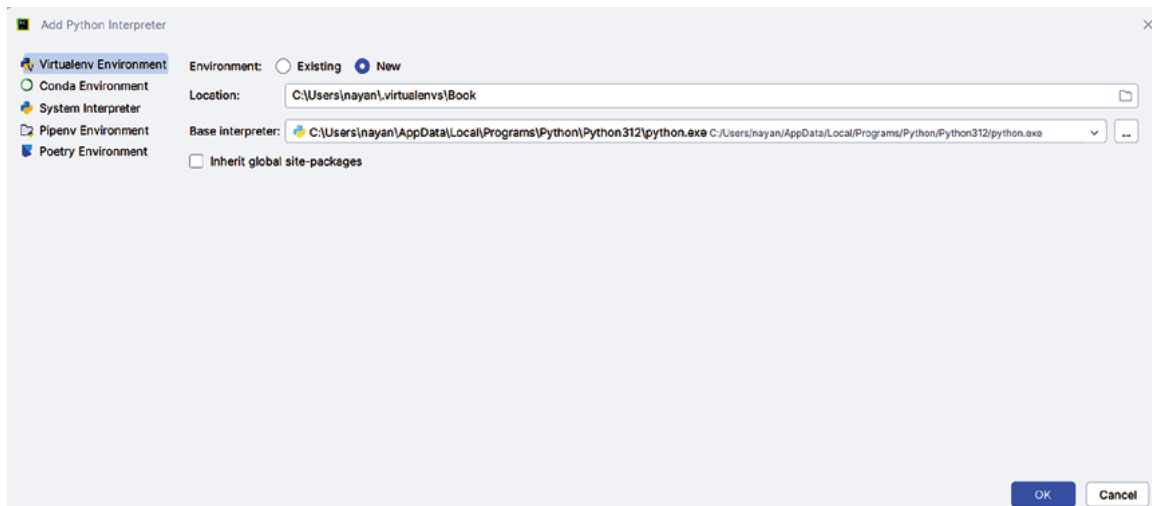 Add Python Interpreter
Virtualenv Environment
Conda Environment
System Interpreter
Pipenv Environment
Poetry Environment
Environment: Existing New
Location: C:\Users\nayan\.virtualenvs\Book
Base interpreter: C:\Users\nayan\AppData\Local\Programs\Python\Python312\python.exe C:/Users/nayan/AppData/Local/Programs/Python/Python312/python.exe ...
Inherit global site-packages
OK Cancel